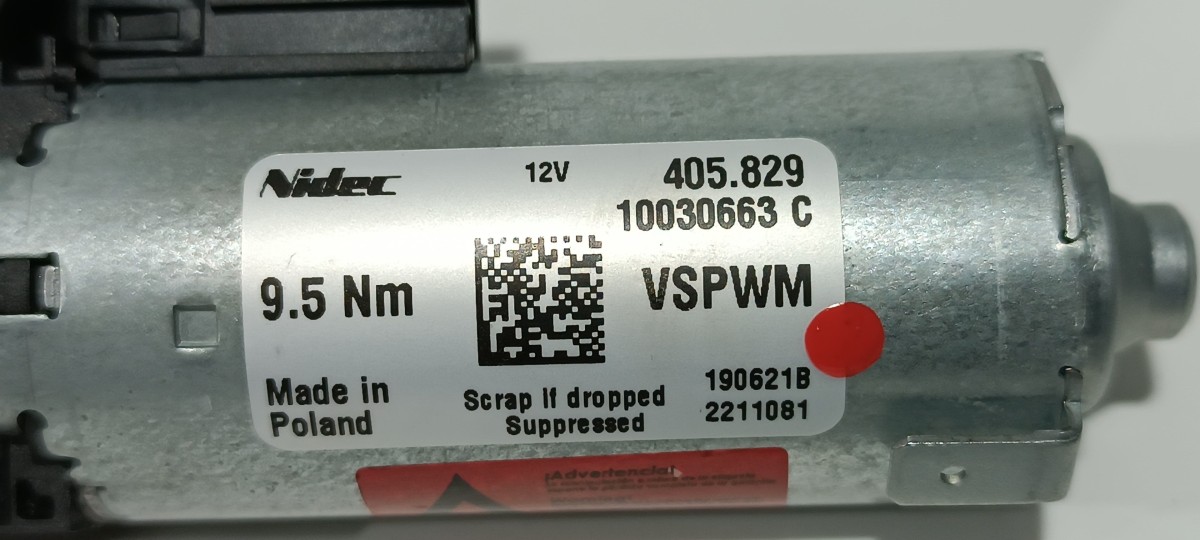 Nidec
12V
405.829
10030663 C
9.5 Nm
VSPWM
Made in
Poland
Scrap If dropped
Suppressed
190621B
2211081
¡Advertencia!